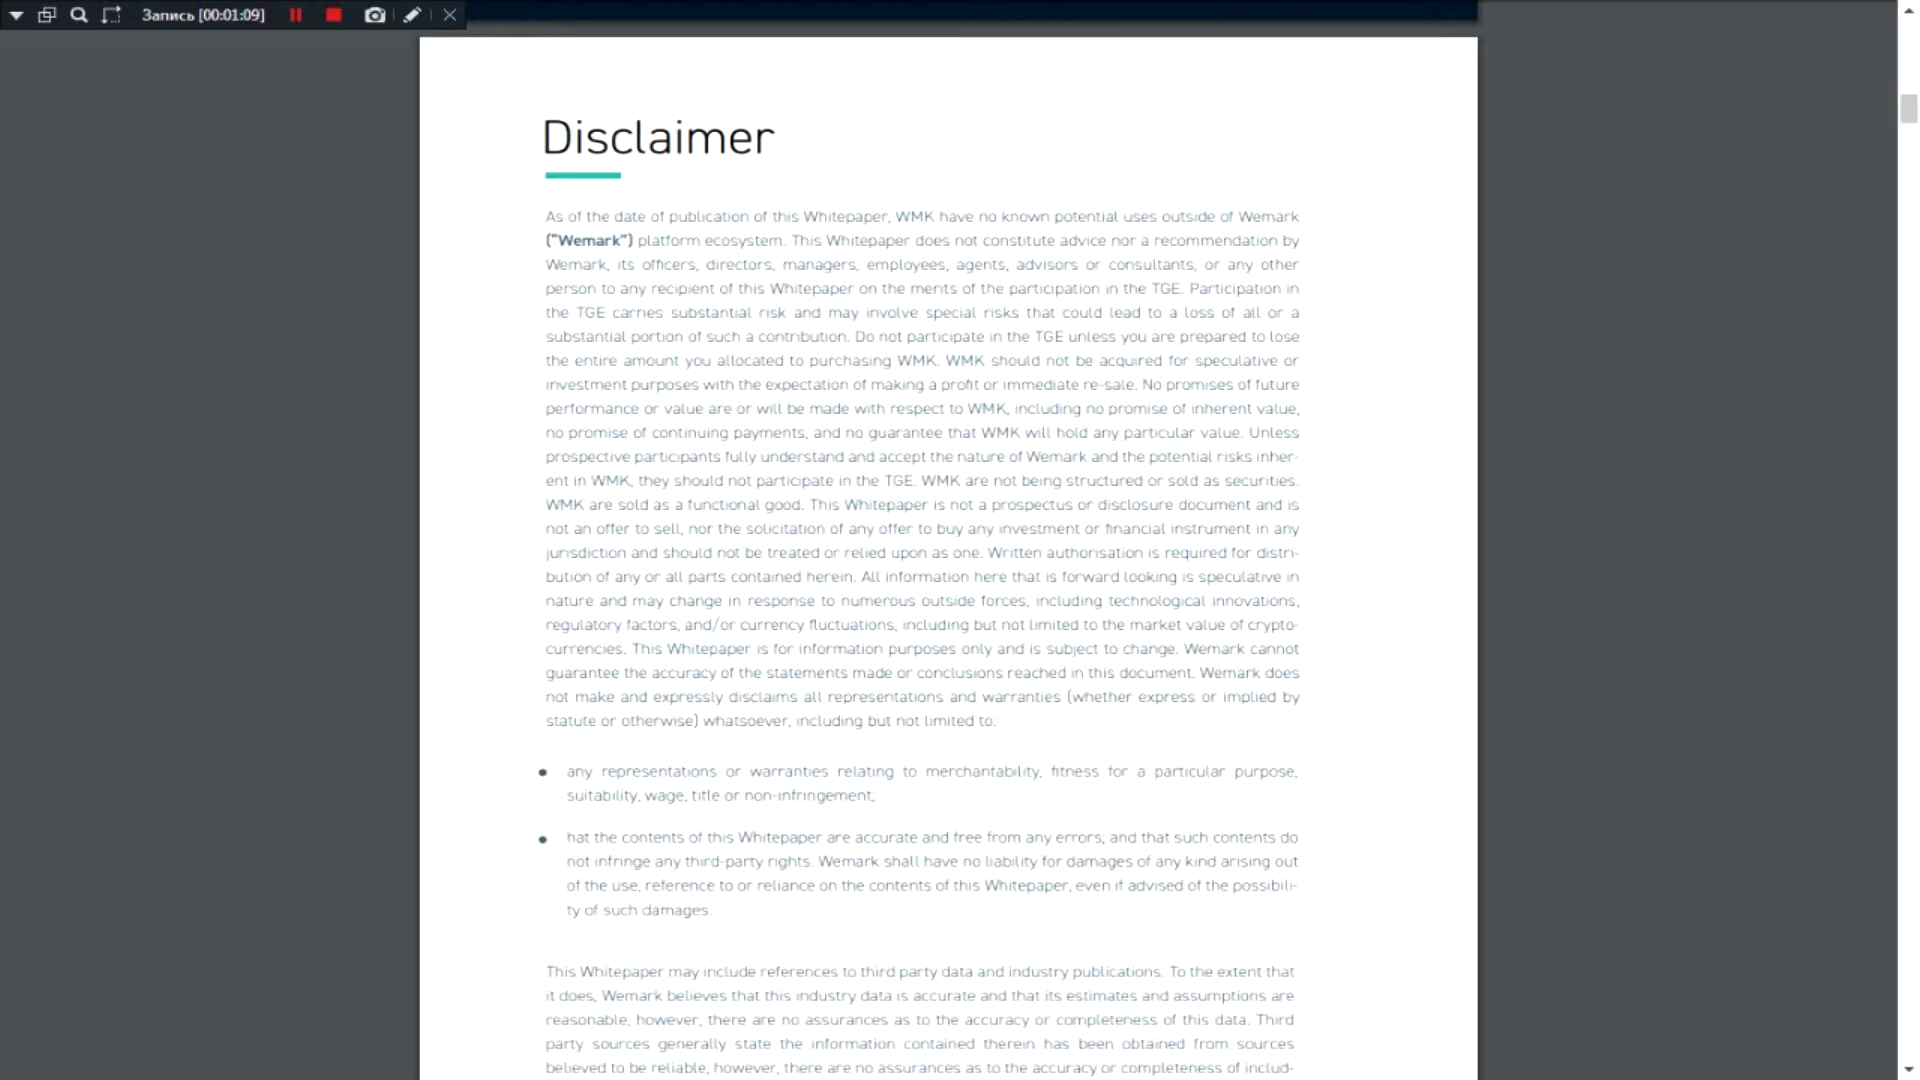 Запись [00:01:09]
Disclaimer
As of the date of publication of this Whitepaper, WMK have no known potential uses outside of Wemark
("Wemark") platform ecosystem. This Whitepaper does not constitute advice nor a recommendation by
Wemark, its officers, directors, managers, employees, agents, advisors or consultants, or any other
person to any recipient of this Whitepaper on the merits of the participation in the TGE. Participation in
the TGE carries substantial risk and may involve special risks that could lead to a loss of all or a
substantial portion of such a contribution. Do not participate in the TGE unless you are prepared to lose
the entire amount you allocated to purchasing WMK. WMK should not be acquired for speculative or
investment purposes with the expectation of making a profit or immediate re-sale. No promises of future
performance or value are or will be made with respect to WMK, including no promise of inherent value,
no promise of continuing payments, and no guarantee that WMK will hold any particular value. Unless
prospective participants fully understand and accept the nature of Wemark and the potential risks inher-
ent in WMK, they should not participate in the TGE. WMK are not being structured or sold as securities.
WMK are sold as a functional good. This Whitepaper is not a prospectus or disclosure document and is
not an offer to sell, nor the solicitation of any offer to buy any investment or financial instrument in any
jurisdiction and should not be treated or relied upon as one. Written authorisation is required for distri-
bution of any or all parts contained herein. All information here that is forward looking is speculative in
nature and may change in response to numerous outside forces, including technological innovations,
regulatory factors, and/or currency fluctuations, including but not limited to the market value of crypto-
currencies. This Whitepaper is for information purposes only and is subject to change. Wemark cannot
guarantee the accuracy of the statements made or conclusions reached in this document. Wemark does
not make and expressly disclaims all representations and warranties (whether express or implied by
statute or otherwise) whatsoever, including but not limited to:
• any representations or warranties relating to merchantability, fitness for a particular purpose,
suitability, wage, title or non-infringement;
• hat the contents of this Whitepaper are accurate and free from any errors; and that such contents do
not infringe any third-party rights. Wemark shall have no liability for damages of any kind arising out
of the use, reference to or reliance on the contents of this Whitepaper, even if advised of the possibili-
ty of such damages.
This Whitepaper may include references to third party data and industry publications. To the extent that
it does, Wemark believes that this industry data is accurate and that its estimates and assumptions are
reasonable, however, there are no assurances as to the accuracy or completeness of this data. Third
party sources generally state the information contained therein has been obtained from sources
believed to be reliable, however, there are no assurances as to the accuracy or completeness of includ-